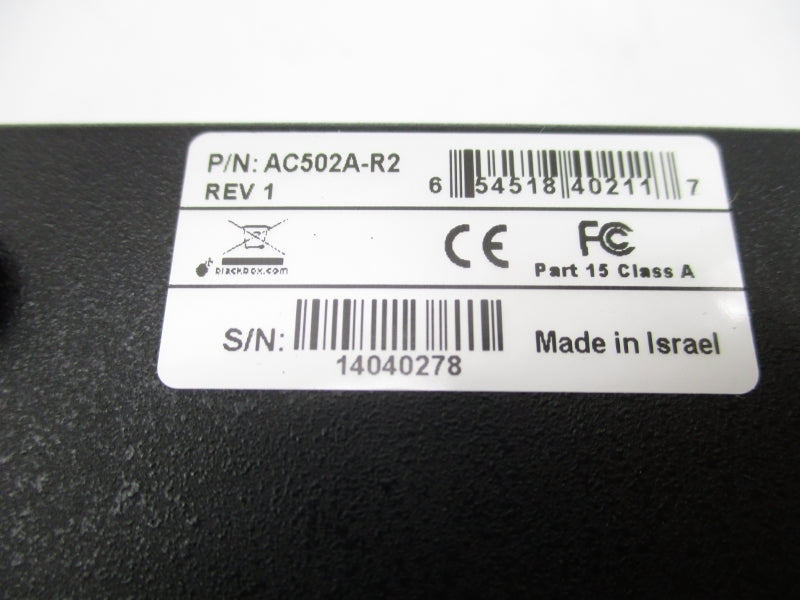 P/N: AC502A-R2
REV 1
6 54518 40211 7
blackbox.com
CE
FC
Part 15 Class A
S/N:
14040278
Made in Israel